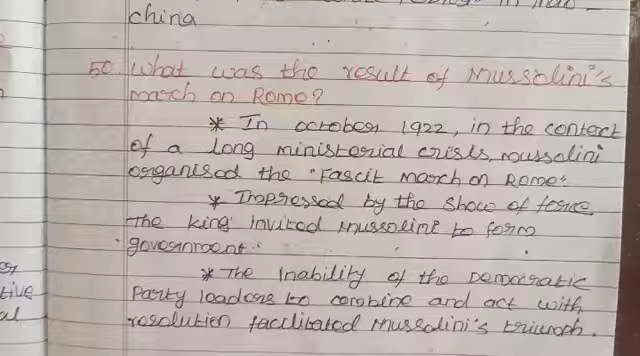 china
50. What was the result of Mussolini's
march on Rome?
* In october 1922, in the context
of a long ministerial crisis, mussolini
organised the "Fascit march on Rome".
* Impressed by the show of force
the king invited Mussolini to form
government.
* The Inability of the Democratic
Party leaders to combine and act with
resolution facilitated Mussolini's triumph.
tive
al